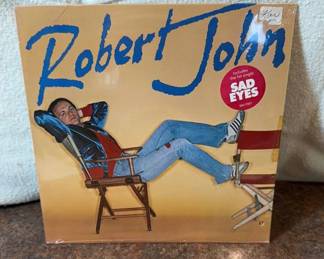 Robert John
Includes
the hit single
SAD
EYES